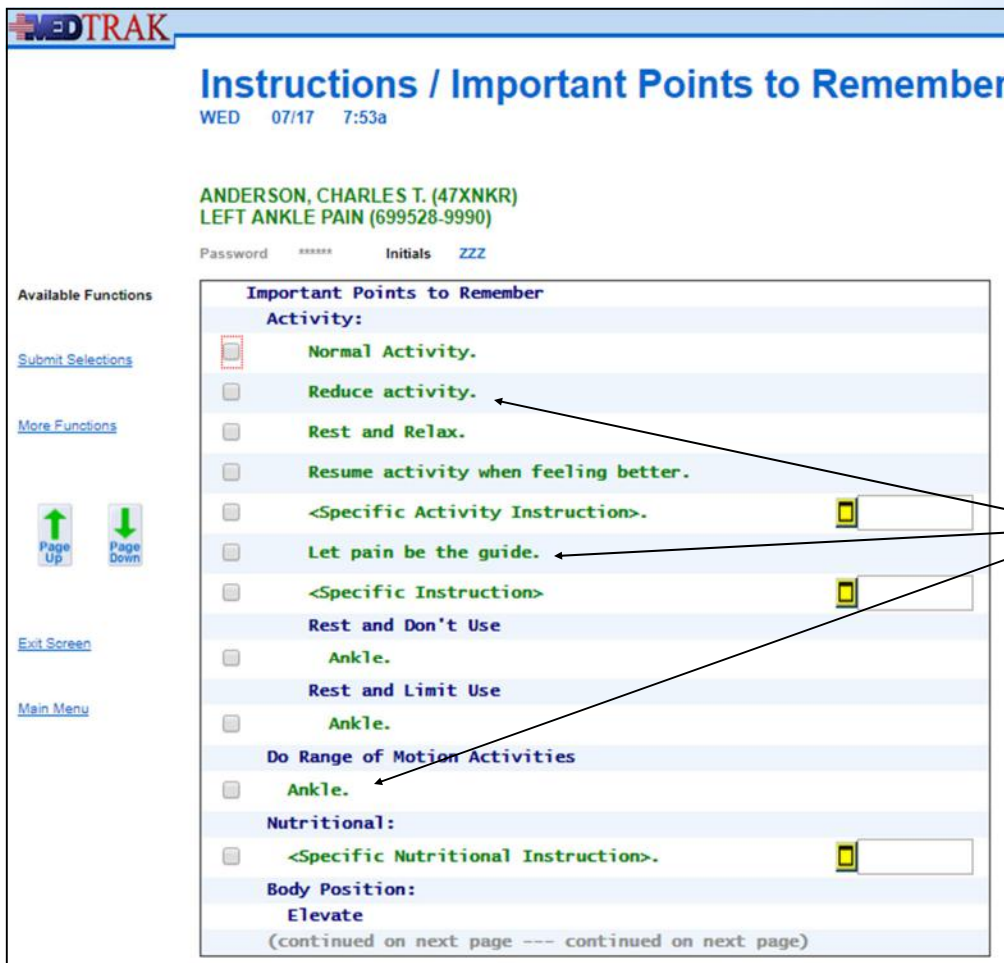 MEDTRAK
Instructions / Important Points to Remember
WED 07/17 7:53a
ANDERSON, CHARLES T. (47XNKR)
LEFT ANKLE PAIN (699528-9990)
Password ****** Initials ZZZ
Available Functions
Submit Selections
More Functions
Page Up
Page Down
Exit Screen
Main Menu
Important Points to Remember
Activity:
Normal Activity.
Reduce activity.
Rest and Relax.
Resume activity when feeling better.
<Specific Activity Instruction>.
Let pain be the guide.
<Specific Instruction>
Rest and Don't Use
Ankle.
Rest and Limit Use
Ankle.
Do Range of Motion Activities
Ankle.
Nutritional:
<Specific Nutritional Instruction>.
Body Position:
Elevate
(continued on next page --- continued on next page)